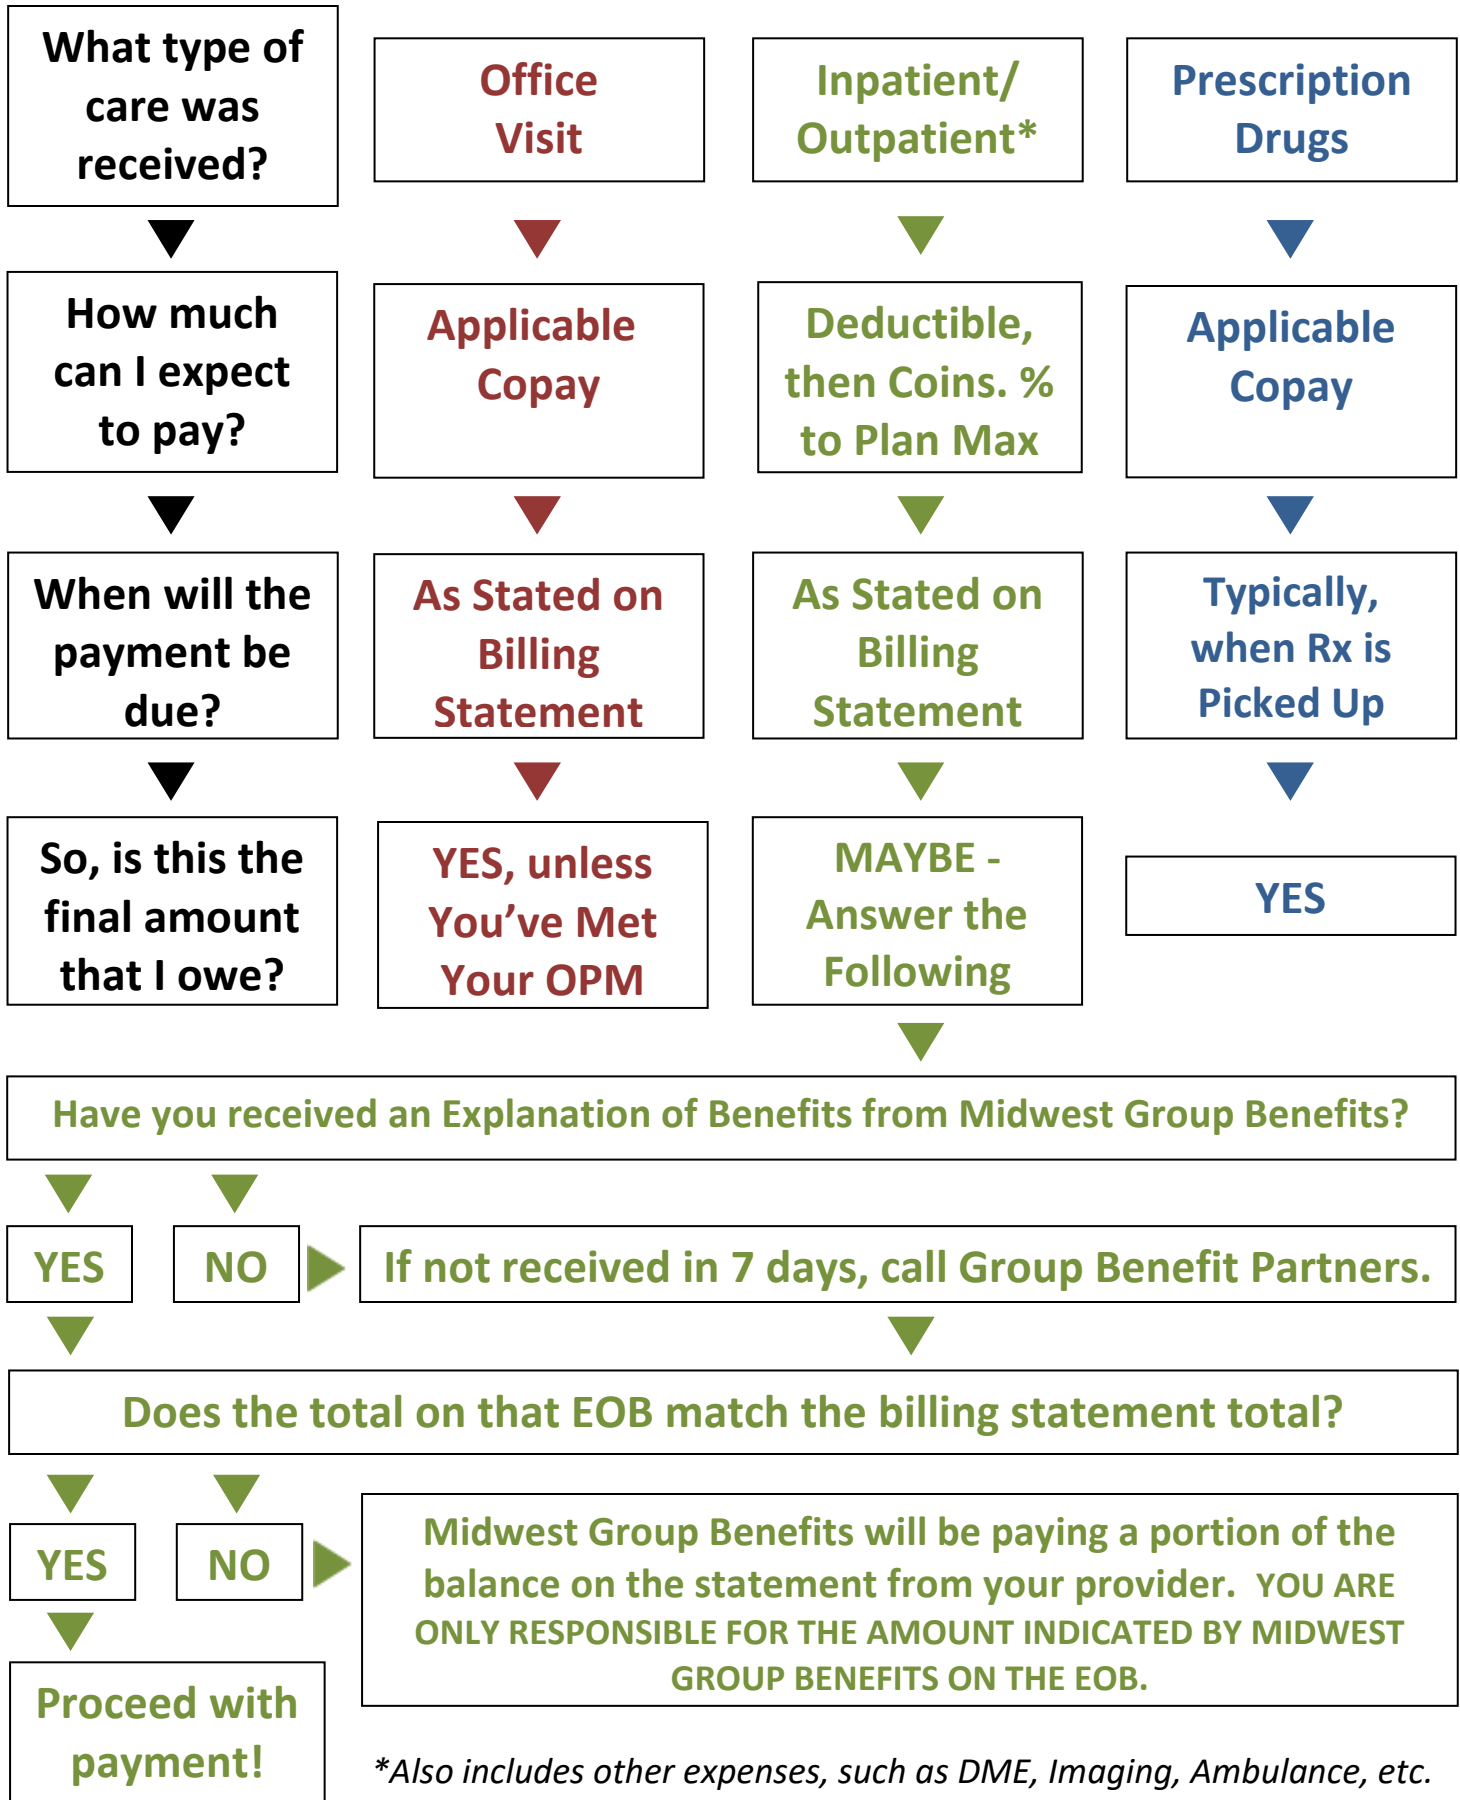 What type of
care was
received?
Office
Visit
Inpatient/
Outpatient*
Prescription
Drugs
How much
can I expect
to pay?
Applicable
Copay
Deductible,
then Coins. %
to Plan Max
Applicable
Copay
When will the
payment be
due?
As Stated on
Billing
Statement
As Stated on
Billing
Statement
Typically,
when Rx is
Picked Up
So, is this the
final amount
that I owe?
YES, unless
You’ve Met
Your OPM
MAYBE -
Answer the
Following
YES
Have you received an Explanation of Benefits from Midwest Group Benefits?
YES
NO
If not received in 7 days, call Group Benefit Partners.
Does the total on that EOB match the billing statement total?
YES
NO
Midwest Group Benefits will be paying a portion of the
balance on the statement from your provider. YOU ARE
ONLY RESPONSIBLE FOR THE AMOUNT INDICATED BY MIDWEST
GROUP BENEFITS ON THE EOB.
Proceed with
payment!
*Also includes other expenses, such as DME, Imaging, Ambulance, etc.